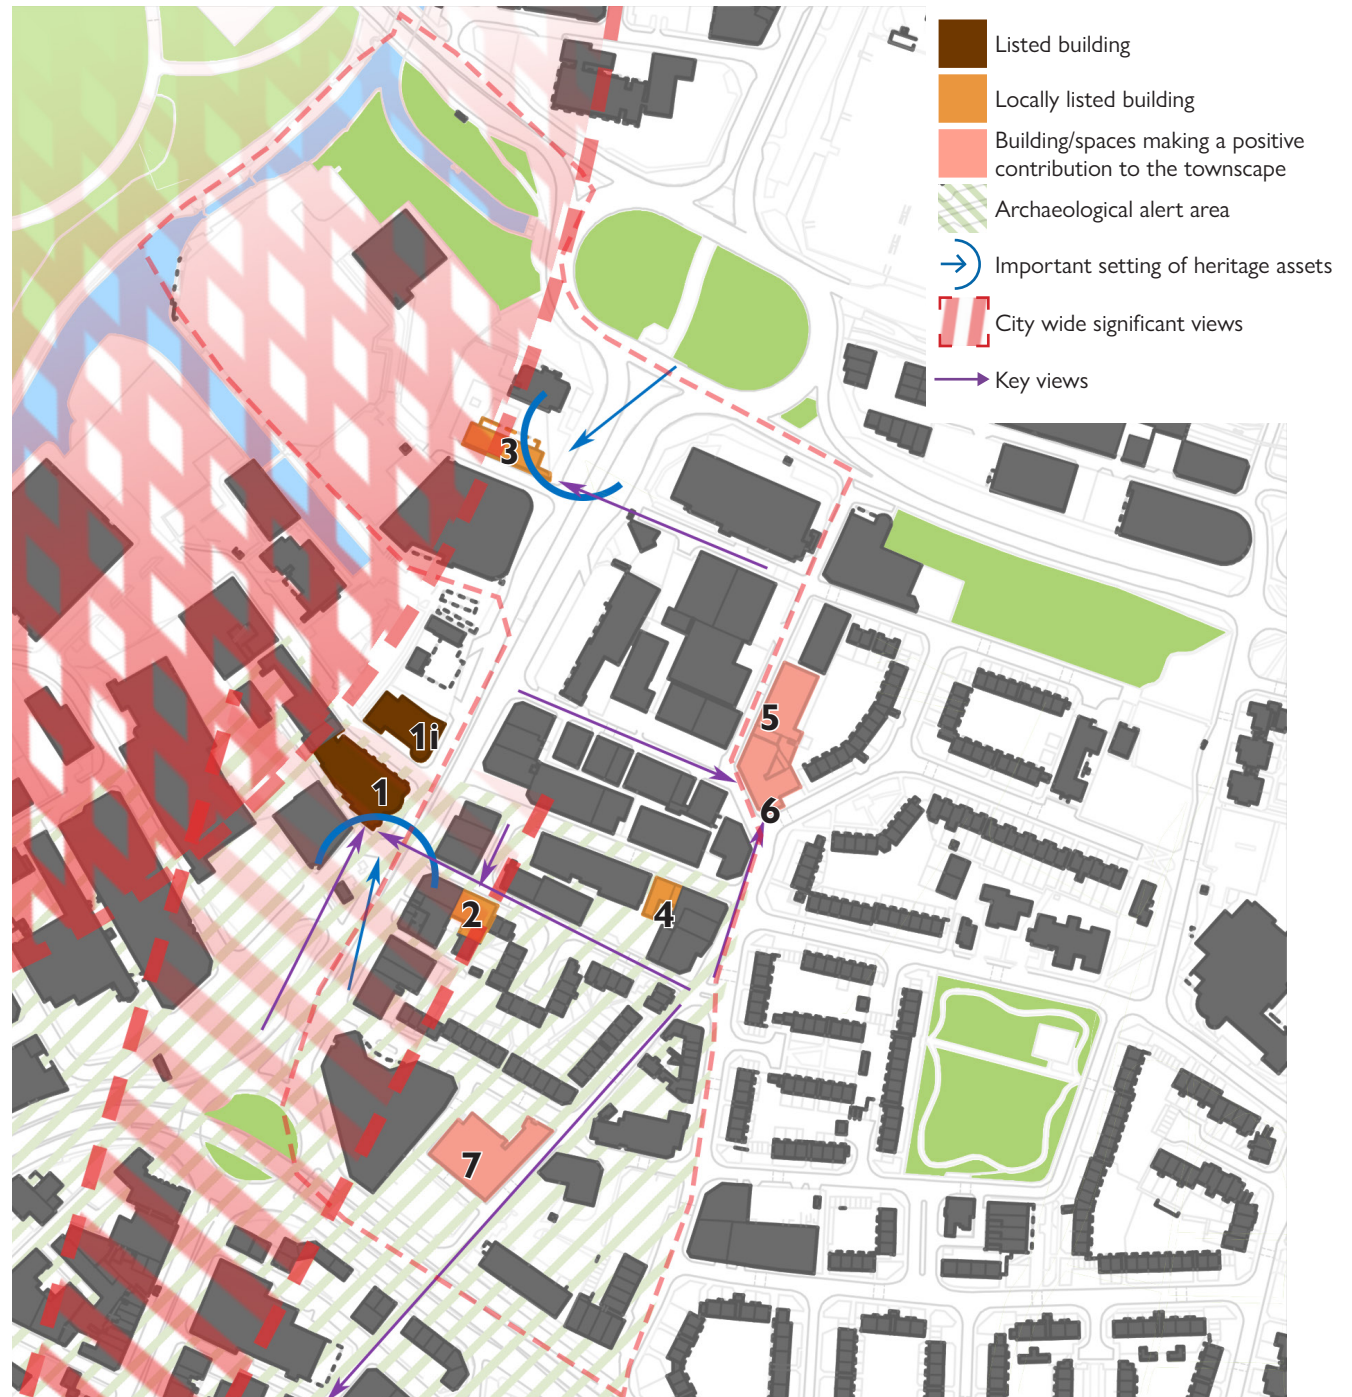 Listed building
Locally listed building
Building/spaces making a positive
contribution to the townscape
Archaeological alert area
Important setting of heritage assets
City wide significant views
Key views
3
5
1i
1
6
2
4
7